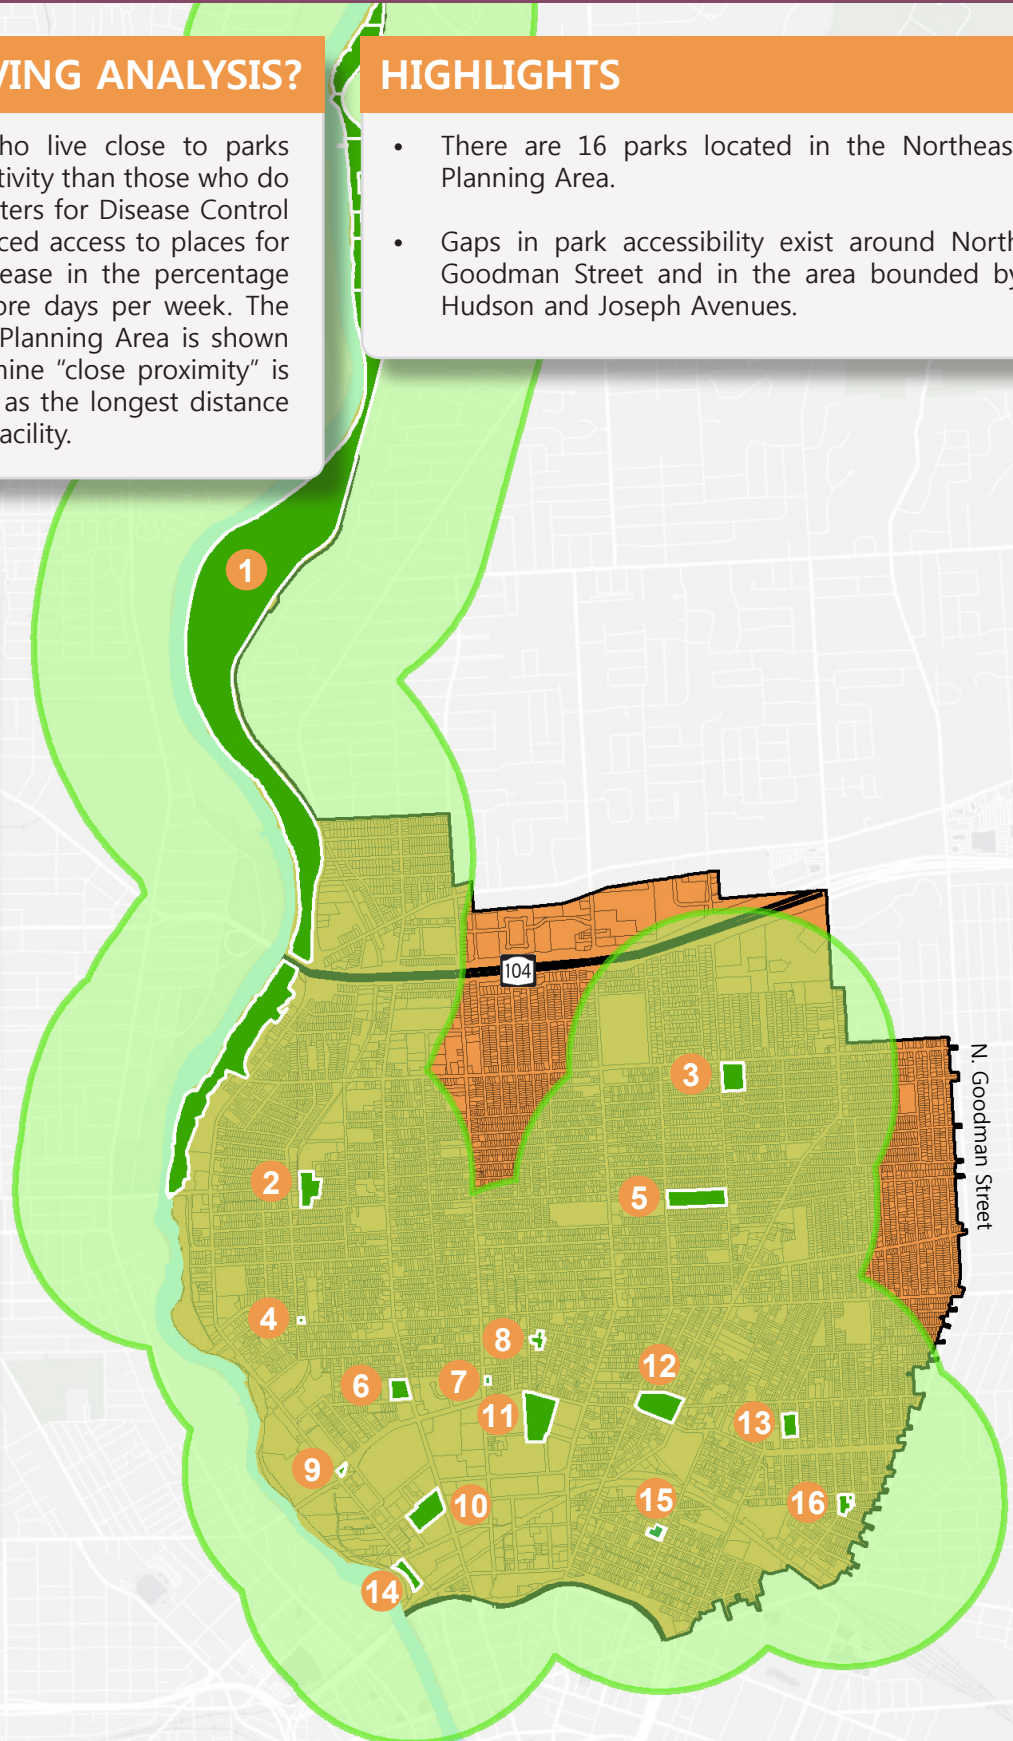 VING ANALYSIS?
ho live close to parks
tivity than those who do
ters for Disease Control
ced access to places for
ease in the percentage
ore days per week. The
Planning Area is shown
nine “close proximity” is
as the longest distance
acility.
HIGHLIGHTS
• There are 16 parks located in the Northeas
Planning Area.
• Gaps in park accessibility exist around North
Goodman Street and in the area bounded by
Hudson and Joseph Avenues.
1
104
N. Goodman Street
3
2
5
4
8
12
6
7
11
13
9
10
15
16
14